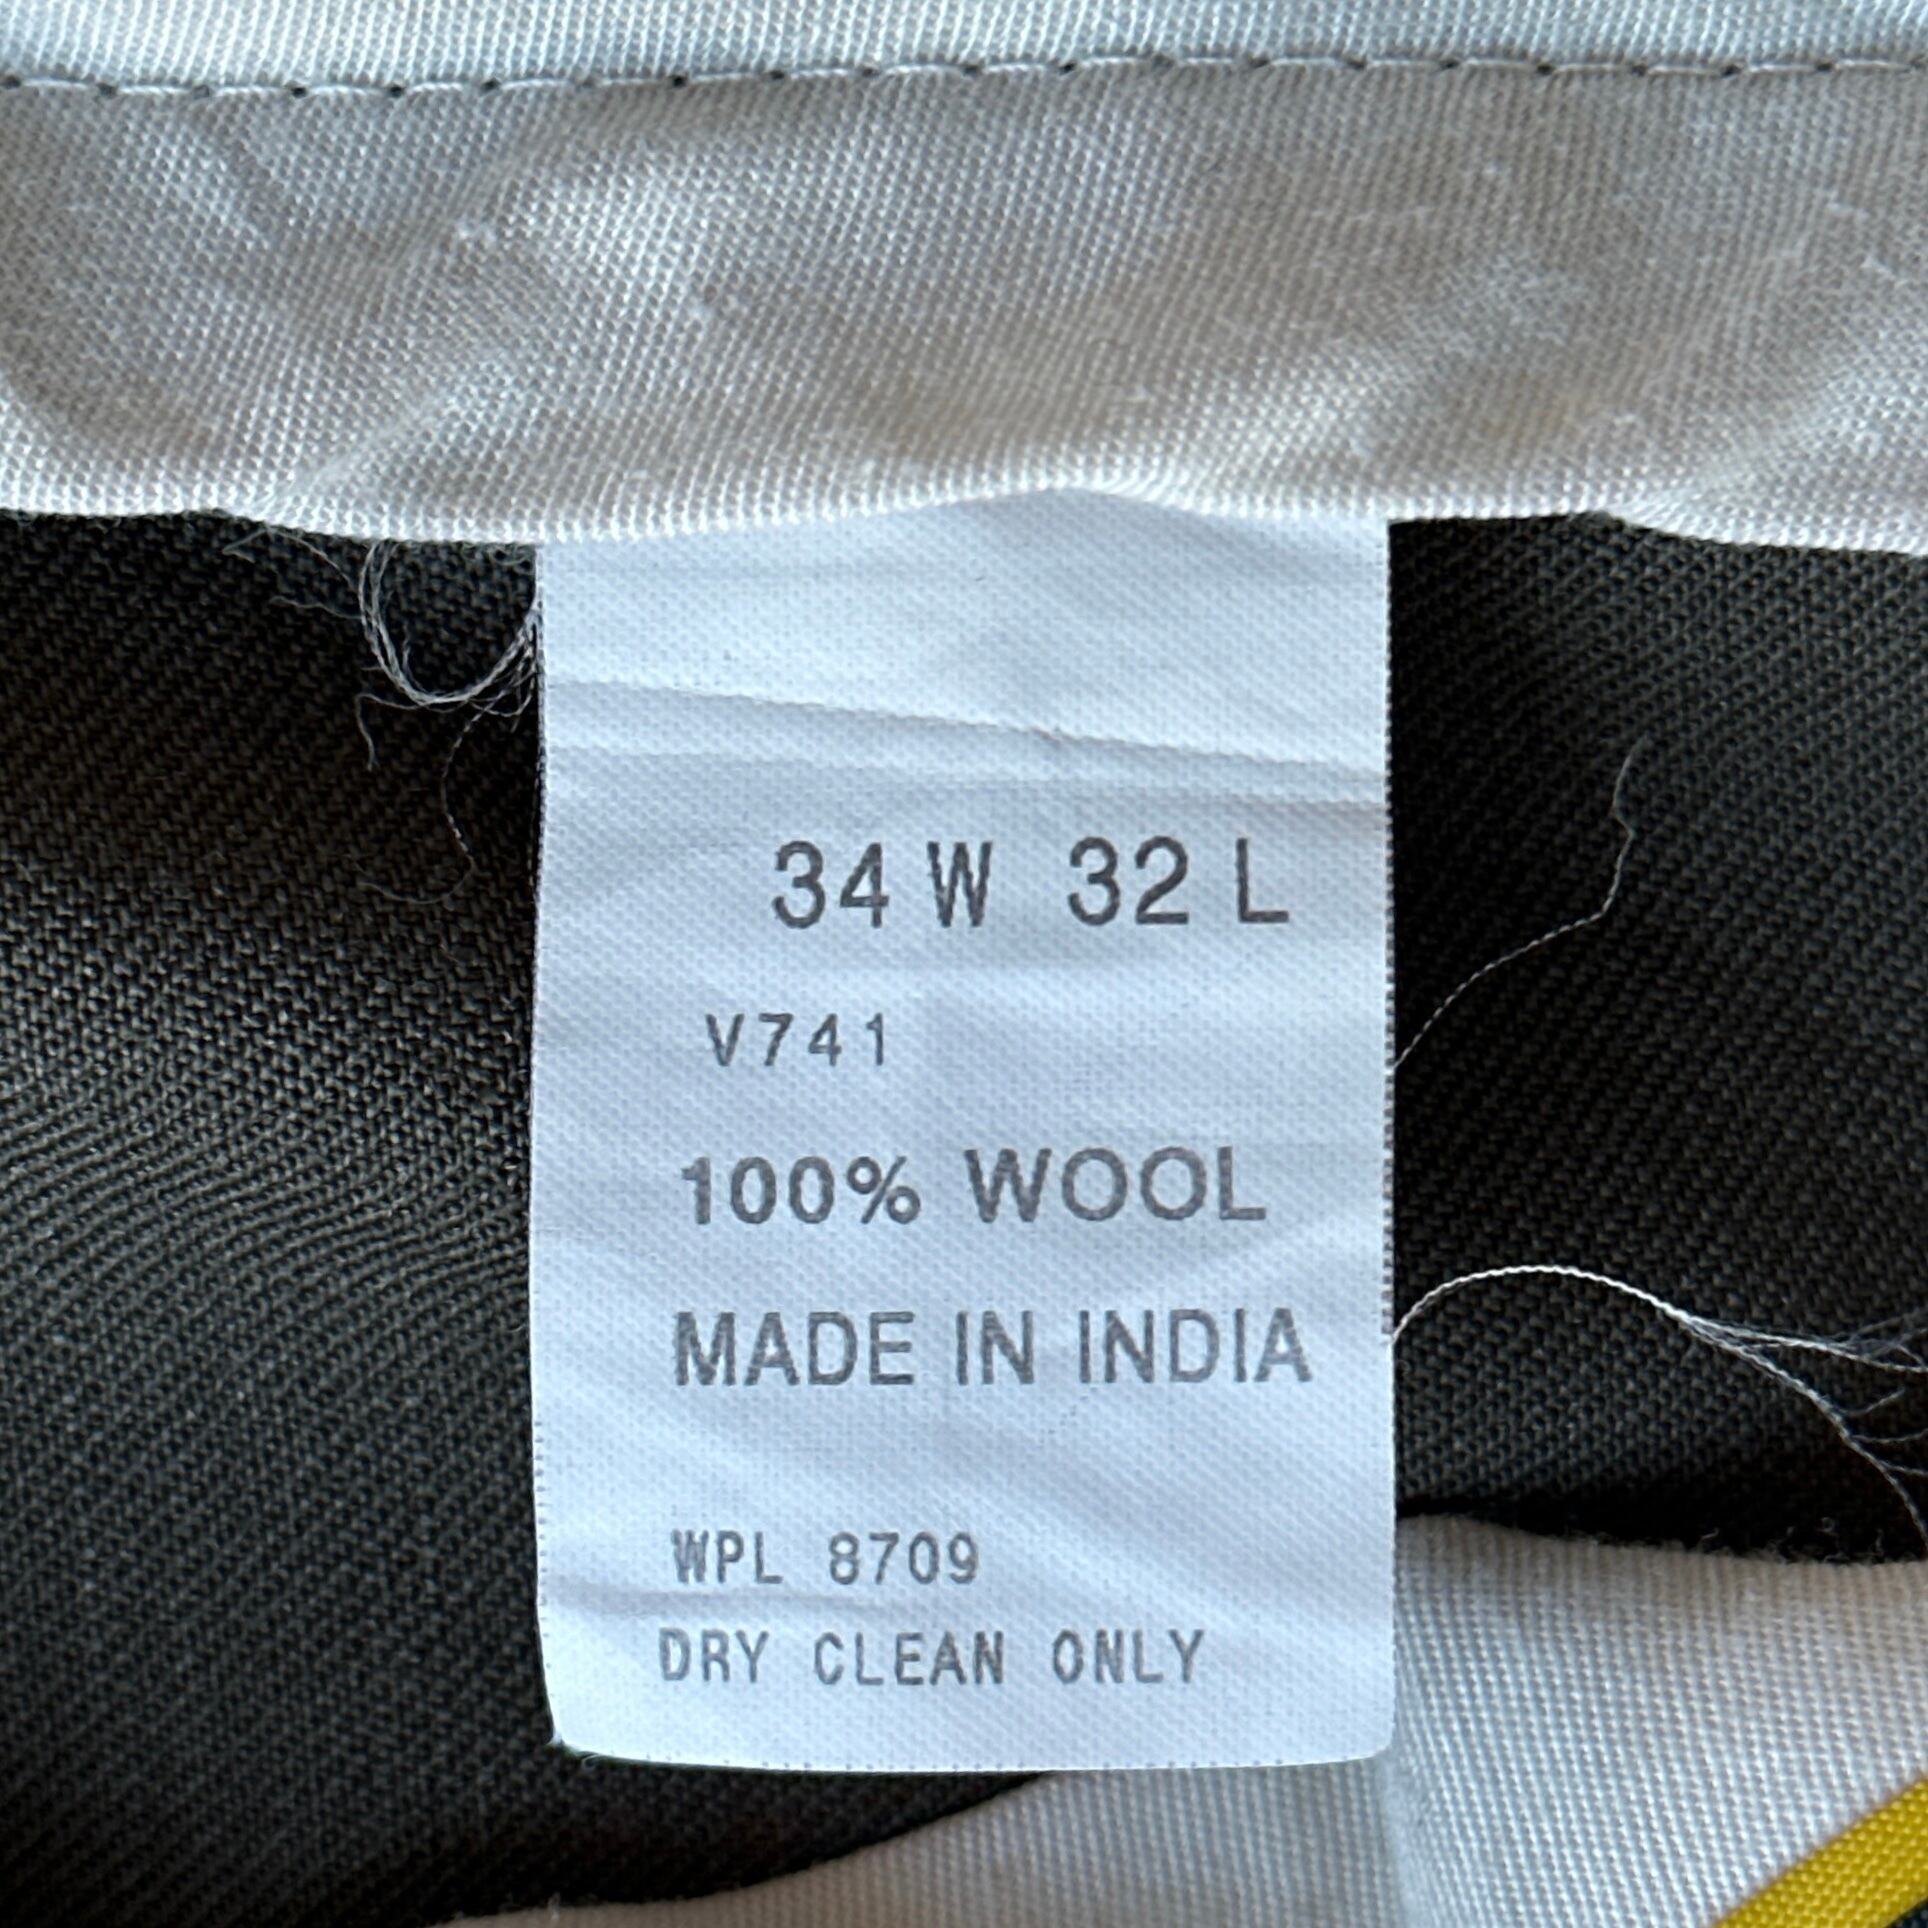 34 W 32 L
V741
100% WOOL
MADE IN INDIA
WPL 8709
DRY CLEAN ONLY